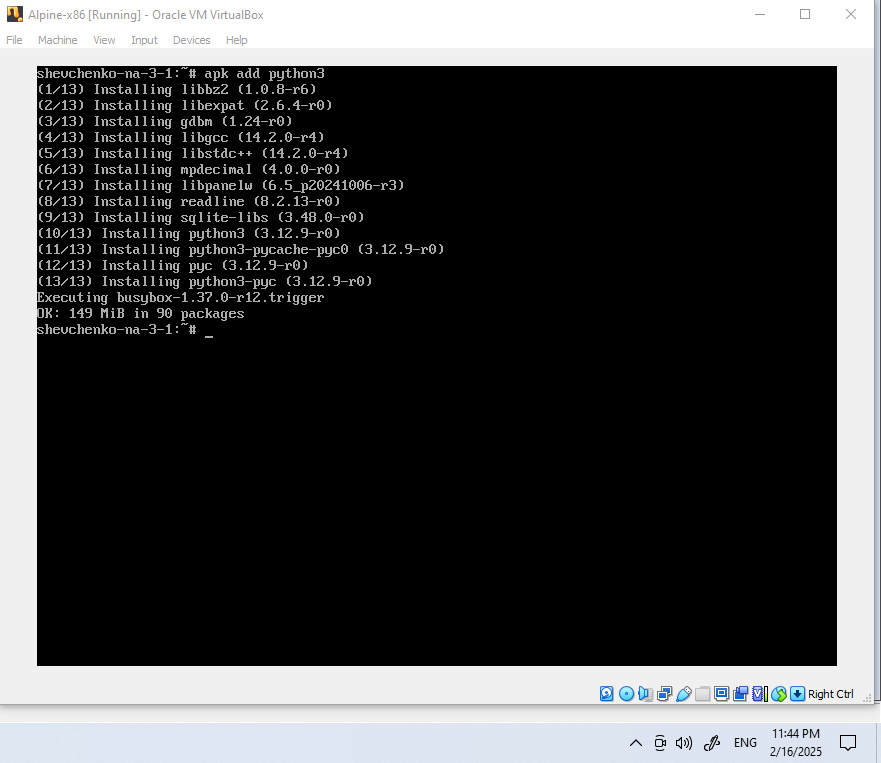 Alpine-x86 [Running] - Oracle VM VirtualBox
File Machine View Input Devices Help
shevchenko-na-3-1:~# apk add python3
(1/13) Installing libbz2 (1.0.8-r6)
(2/13) Installing libexpat (2.6.4-r0)
(3/13) Installing gdbm (1.24-r0)
(4/13) Installing libgcc (14.2.0-r4)
(5/13) Installing libstdc++ (14.2.0-r4)
(6/13) Installing mpdecimal (4.0.0-r0)
(7/13) Installing libpanelw (6.5_p20241006-r3)
(8/13) Installing readline (8.2.13-r0)
(9/13) Installing sqlite-libs (3.48.0-r0)
(10/13) Installing python3 (3.12.9-r0)
(11/13) Installing python3-pycache-pyc0 (3.12.9-r0)
(12/13) Installing pyc (3.12.9-r0)
(13/13) Installing python3-pyc (3.12.9-r0)
Executing busybox-1.37.0-r12.trigger
OK: 149 MiB in 90 packages
shevchenko-na-3-1:~# _
Right Ctrl
ENG
11:44 PM
2/16/2025